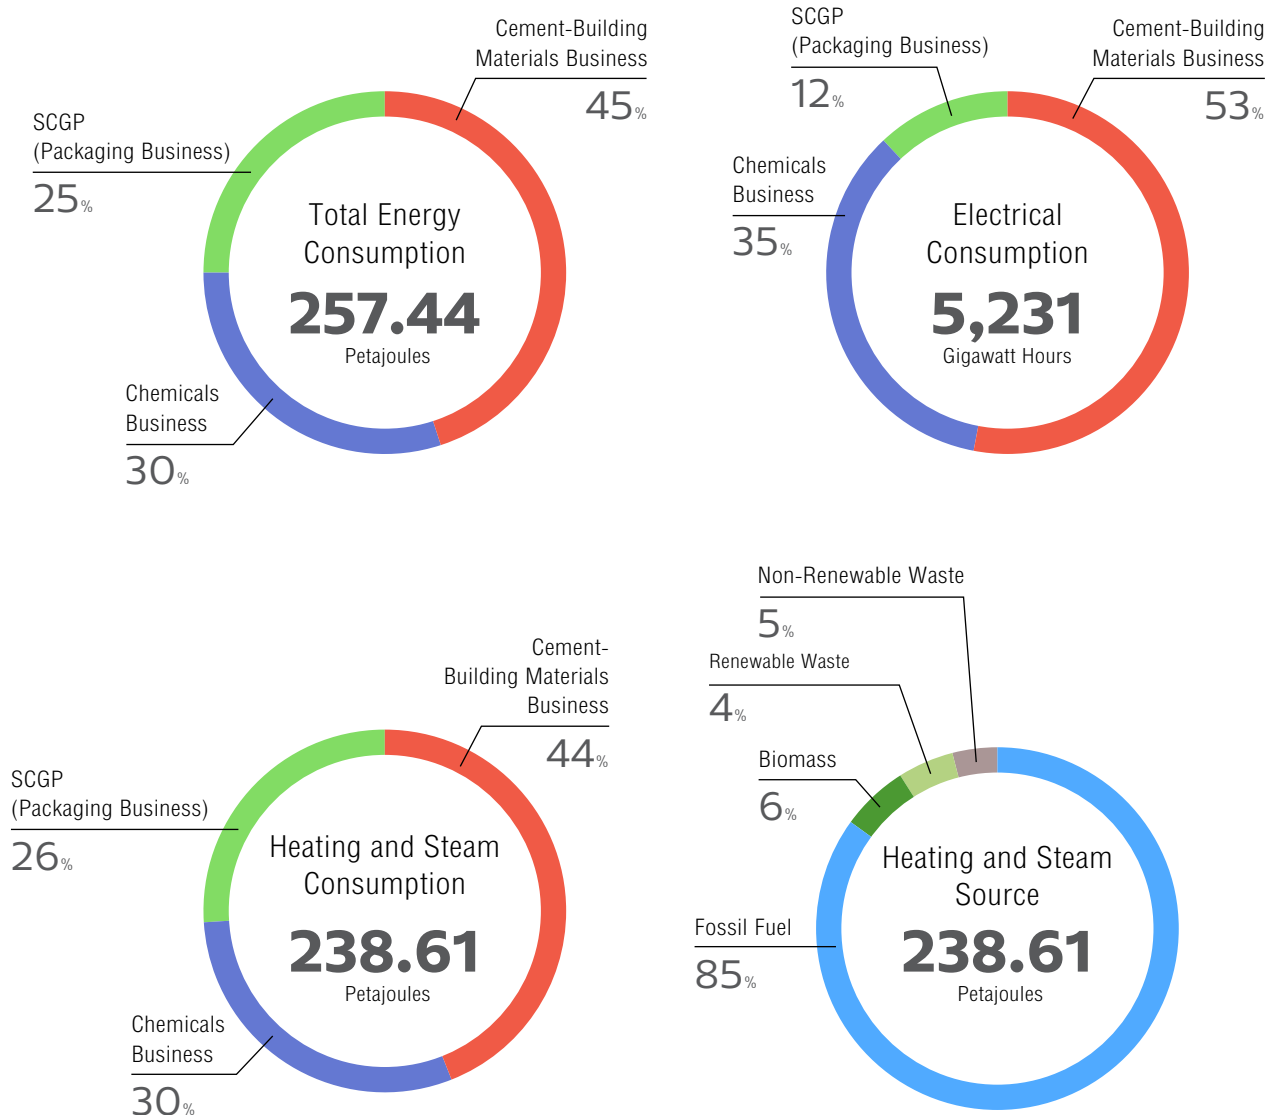 Cement-Building
Materials Business
45%
SCGP
(Packaging Business)
25%
Total Energy
Consumption
257.44
Petajoules
Chemicals
Business
30%
SCGP
(Packaging Business)
12%
Cement-Building
Materials Business
53%
Chemicals
Business
35%
Electrical
Consumption
5,231
Gigawatt Hours
Cement-
Building Materials
Business
44%
SCGP
(Packaging Business)
26%
Heating and Steam
Consumption
238.61
Petajoules
Chemicals
Business
30%
Non-Renewable Waste
5%
Renewable Waste
4%
Biomass
6%
Heating and Steam
Source
238.61
Petajoules
Fossil Fuel
85%